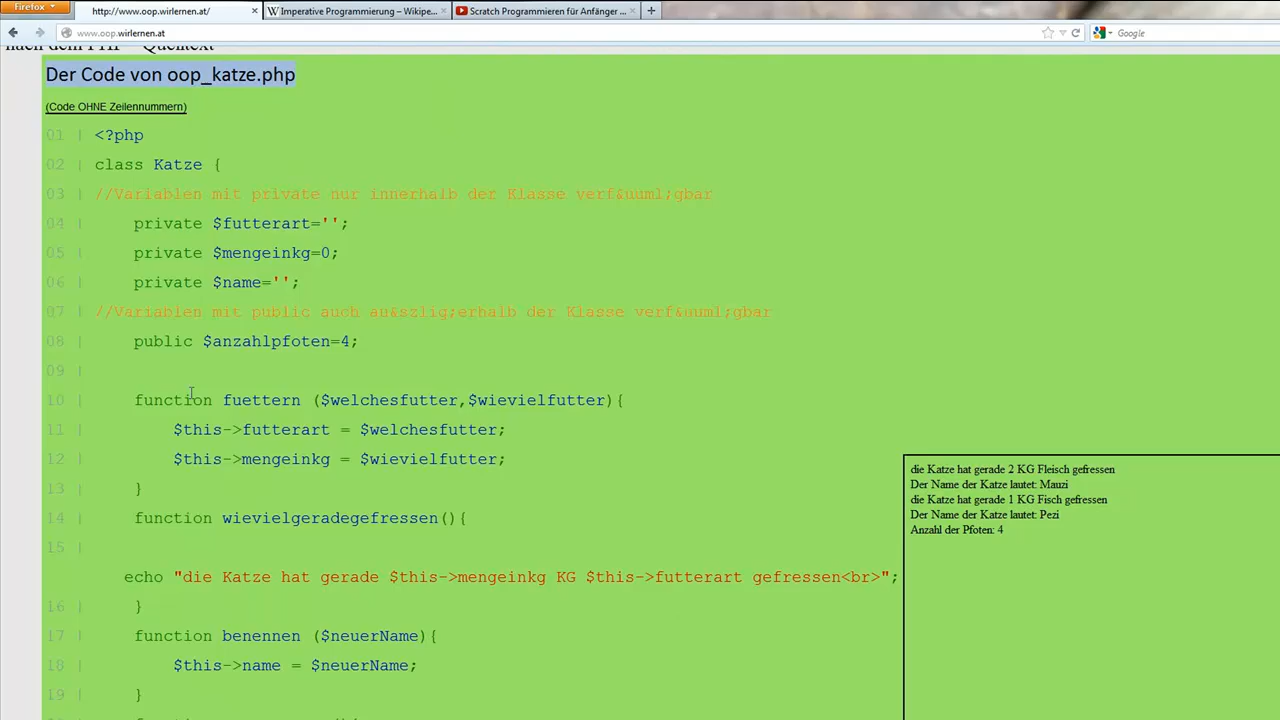 Firefox
http://www.oop.wirlernen.at/
Imperative Programmierung – Wikipe...
Scratch Programmieren für Anfänger ...
www.oop.wirlernen.at
Google
nach dem PHP - Quelltext
Der Code von oop_katze.php
(Code OHNE Zeilennummern)
01 | <?php
02 | class Katze {
03 | //Variablen mit private nur innerhalb der Klasse verf&uuml;gbar
04 | private $futterart='';
05 | private $mengeinkg=0;
06 | private $name='';
07 | //Variablen mit public auch au&szlig;erhalb der Klasse verf&uuml;gbar
08 | public $anzahlpfoten=4;
09 |
10 | function fuettern ($welchesfutter,$wievielfutter){
11 | $this->futterart = $welchesfutter;
12 | $this->mengeinkg = $wievielfutter;
13 | }
14 | function wievielgeradegefressen(){
15 |
echo "die Katze hat gerade $this->mengeinkg KG $this->futterart gefressen<br>";
16 | }
17 | function benennen ($neuerName){
18 | $this->name = $neuerName;
19 | }
die Katze hat gerade 2 KG Fleisch gefressen
Der Name der Katze lautet: Mauzi
die Katze hat gerade 1 KG Fisch gefressen
Der Name der Katze lautet: Pezi
Anzahl der Pfoten: 4